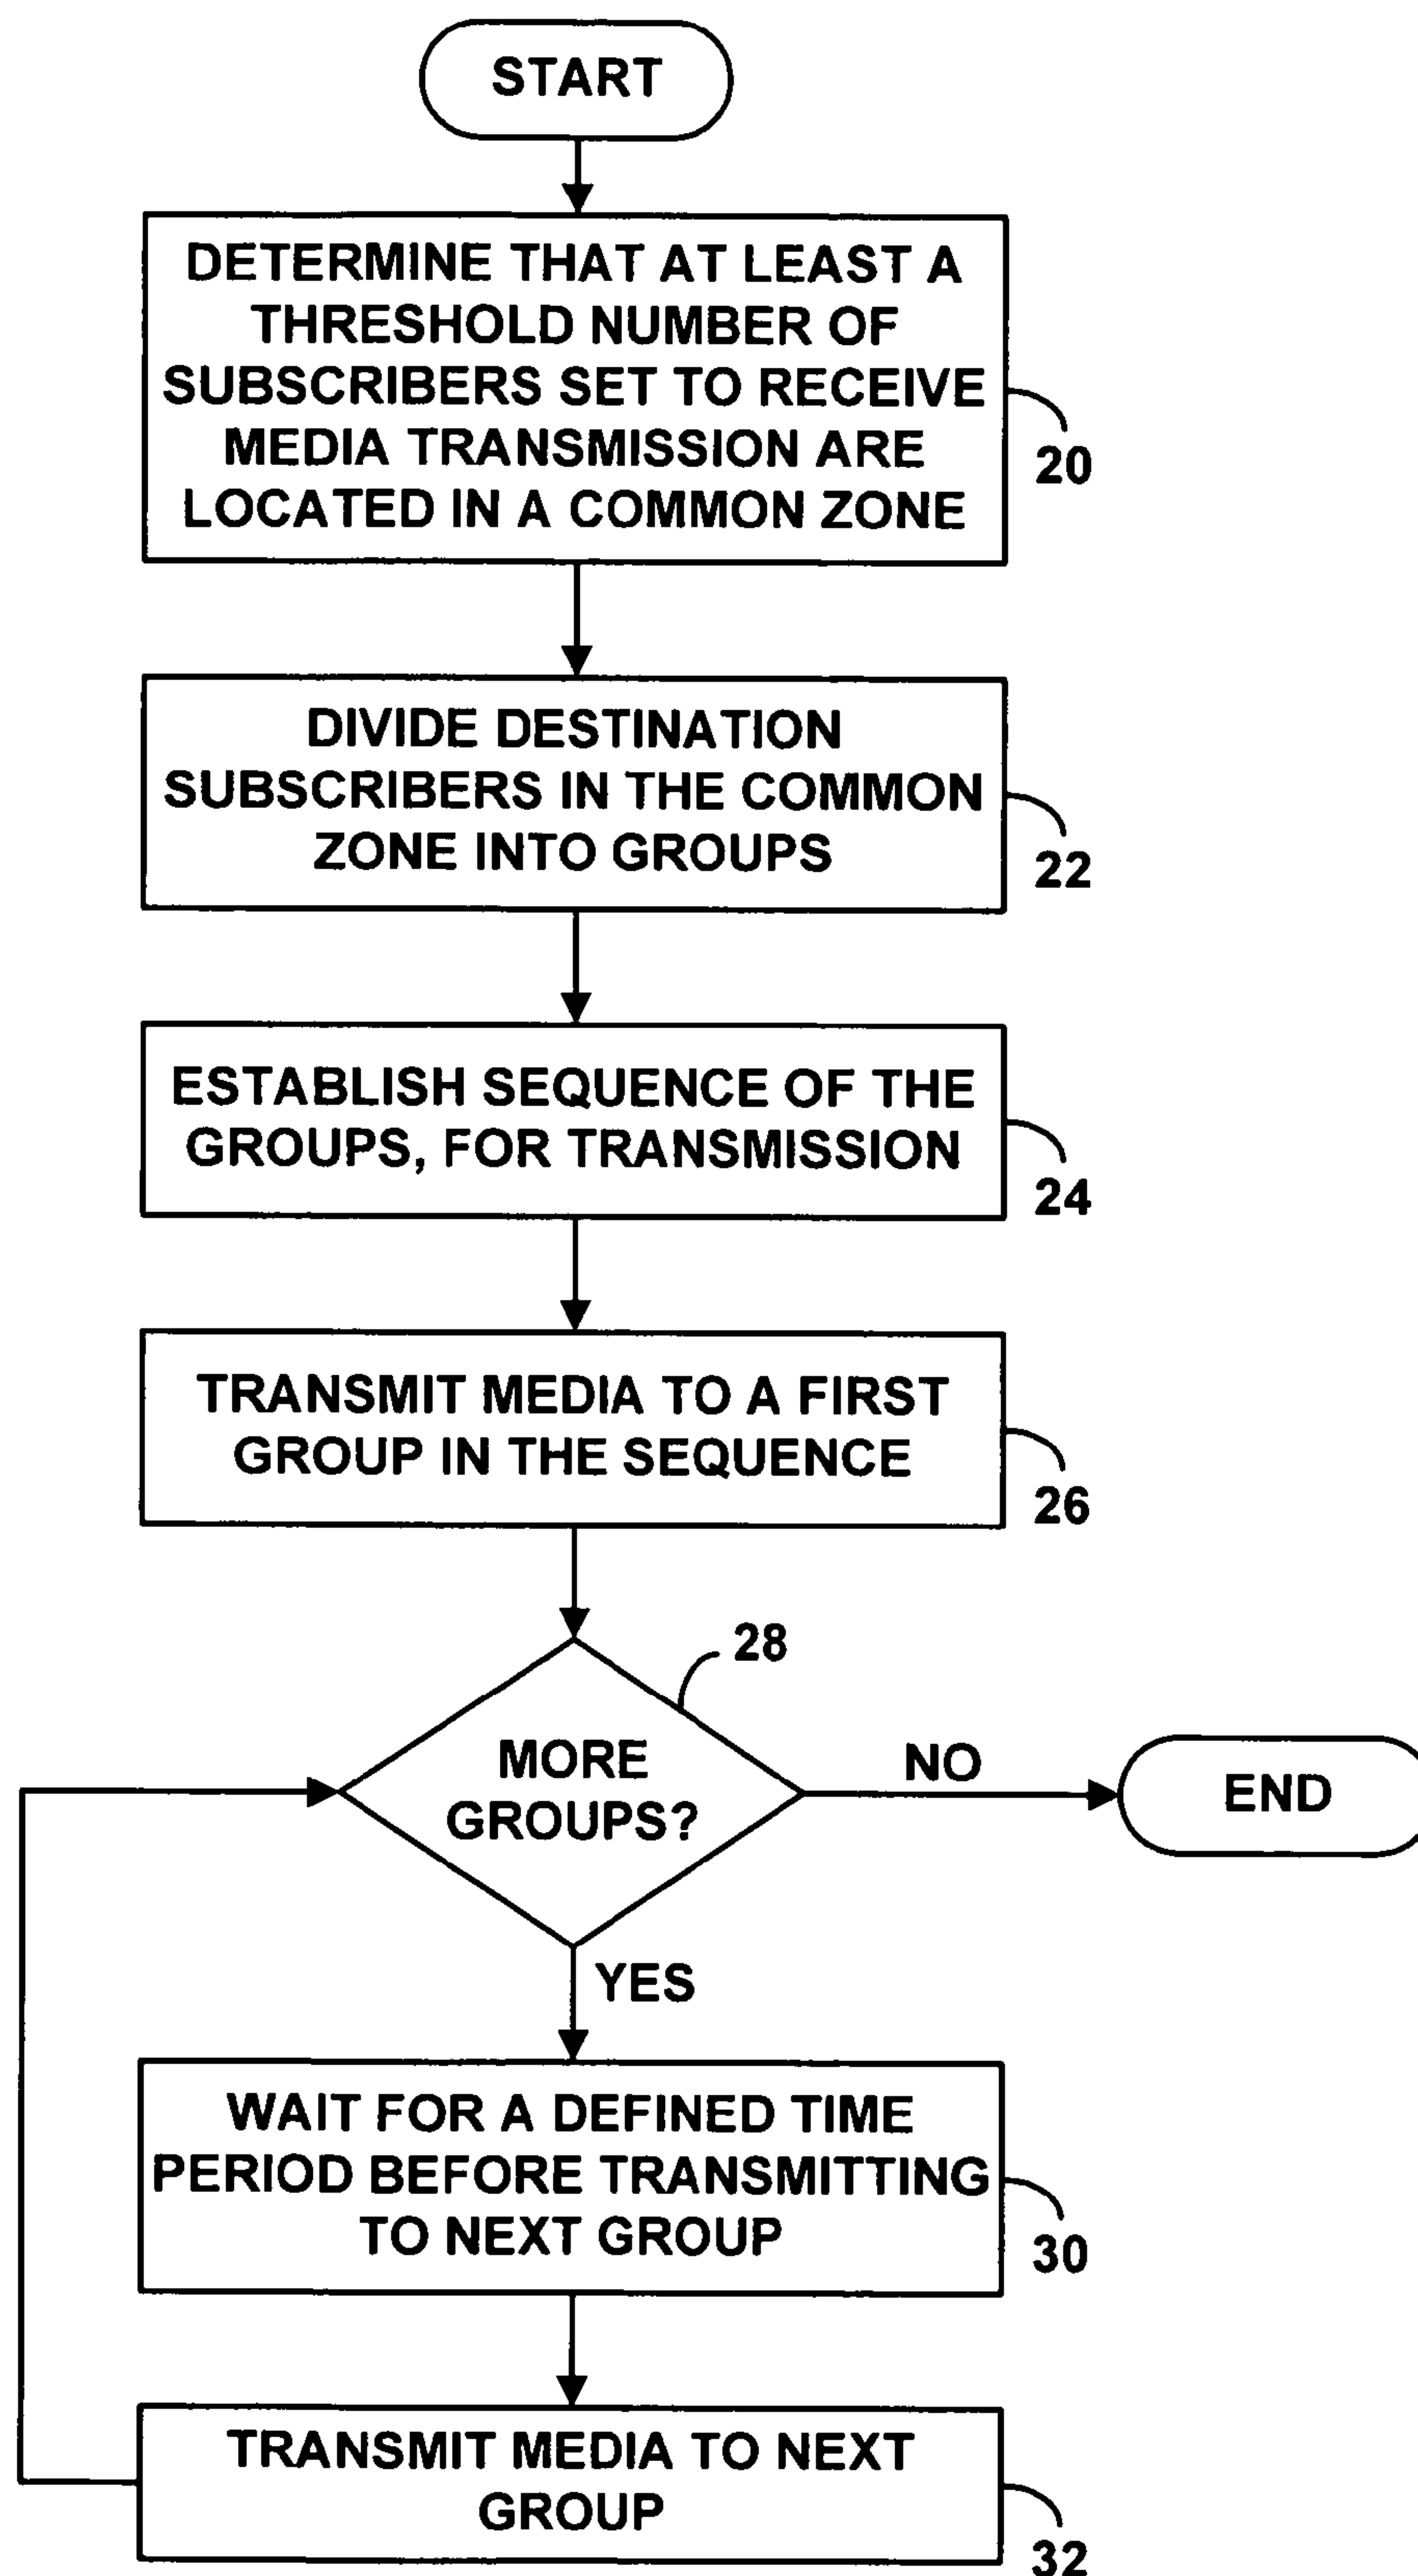 START
DETERMINE THAT AT LEAST A
THRESHOLD NUMBER OF
SUBSCRIBERS SET TO RECEIVE
MEDIA TRANSMISSION ARE
LOCATED IN A COMMON ZONE
20
DIVIDE DESTINATION
SUBSCRIBERS IN THE COMMON
ZONE INTO GROUPS
22
ESTABLISH SEQUENCE OF THE
GROUPS, FOR TRANSMISSION
24
TRANSMIT MEDIA TO A FIRST
GROUP IN THE SEQUENCE
26
28
MORE
GROUPS?
NO
END
YES
WAIT FOR A DEFINED TIME
PERIOD BEFORE TRANSMITTING
TO NEXT GROUP
30
TRANSMIT MEDIA TO NEXT
GROUP
32